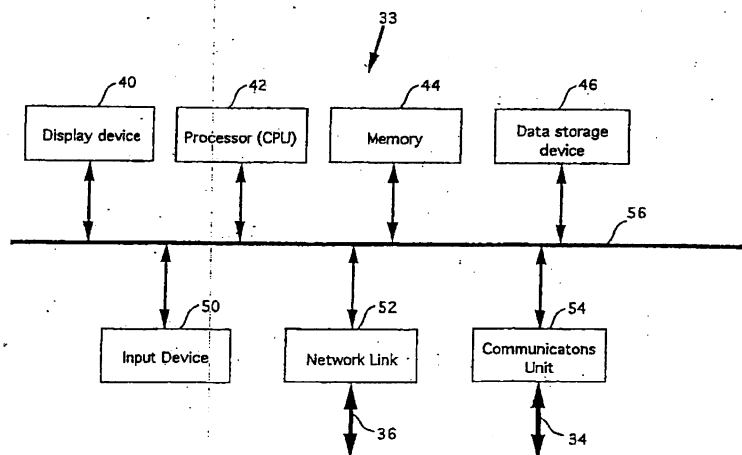 33
40
42
44
46
Display device
Processor (CPU)
Memory
Data storage
device
56
50
52
54
Input Device
Network Link
Communicatons
Unit
36
34